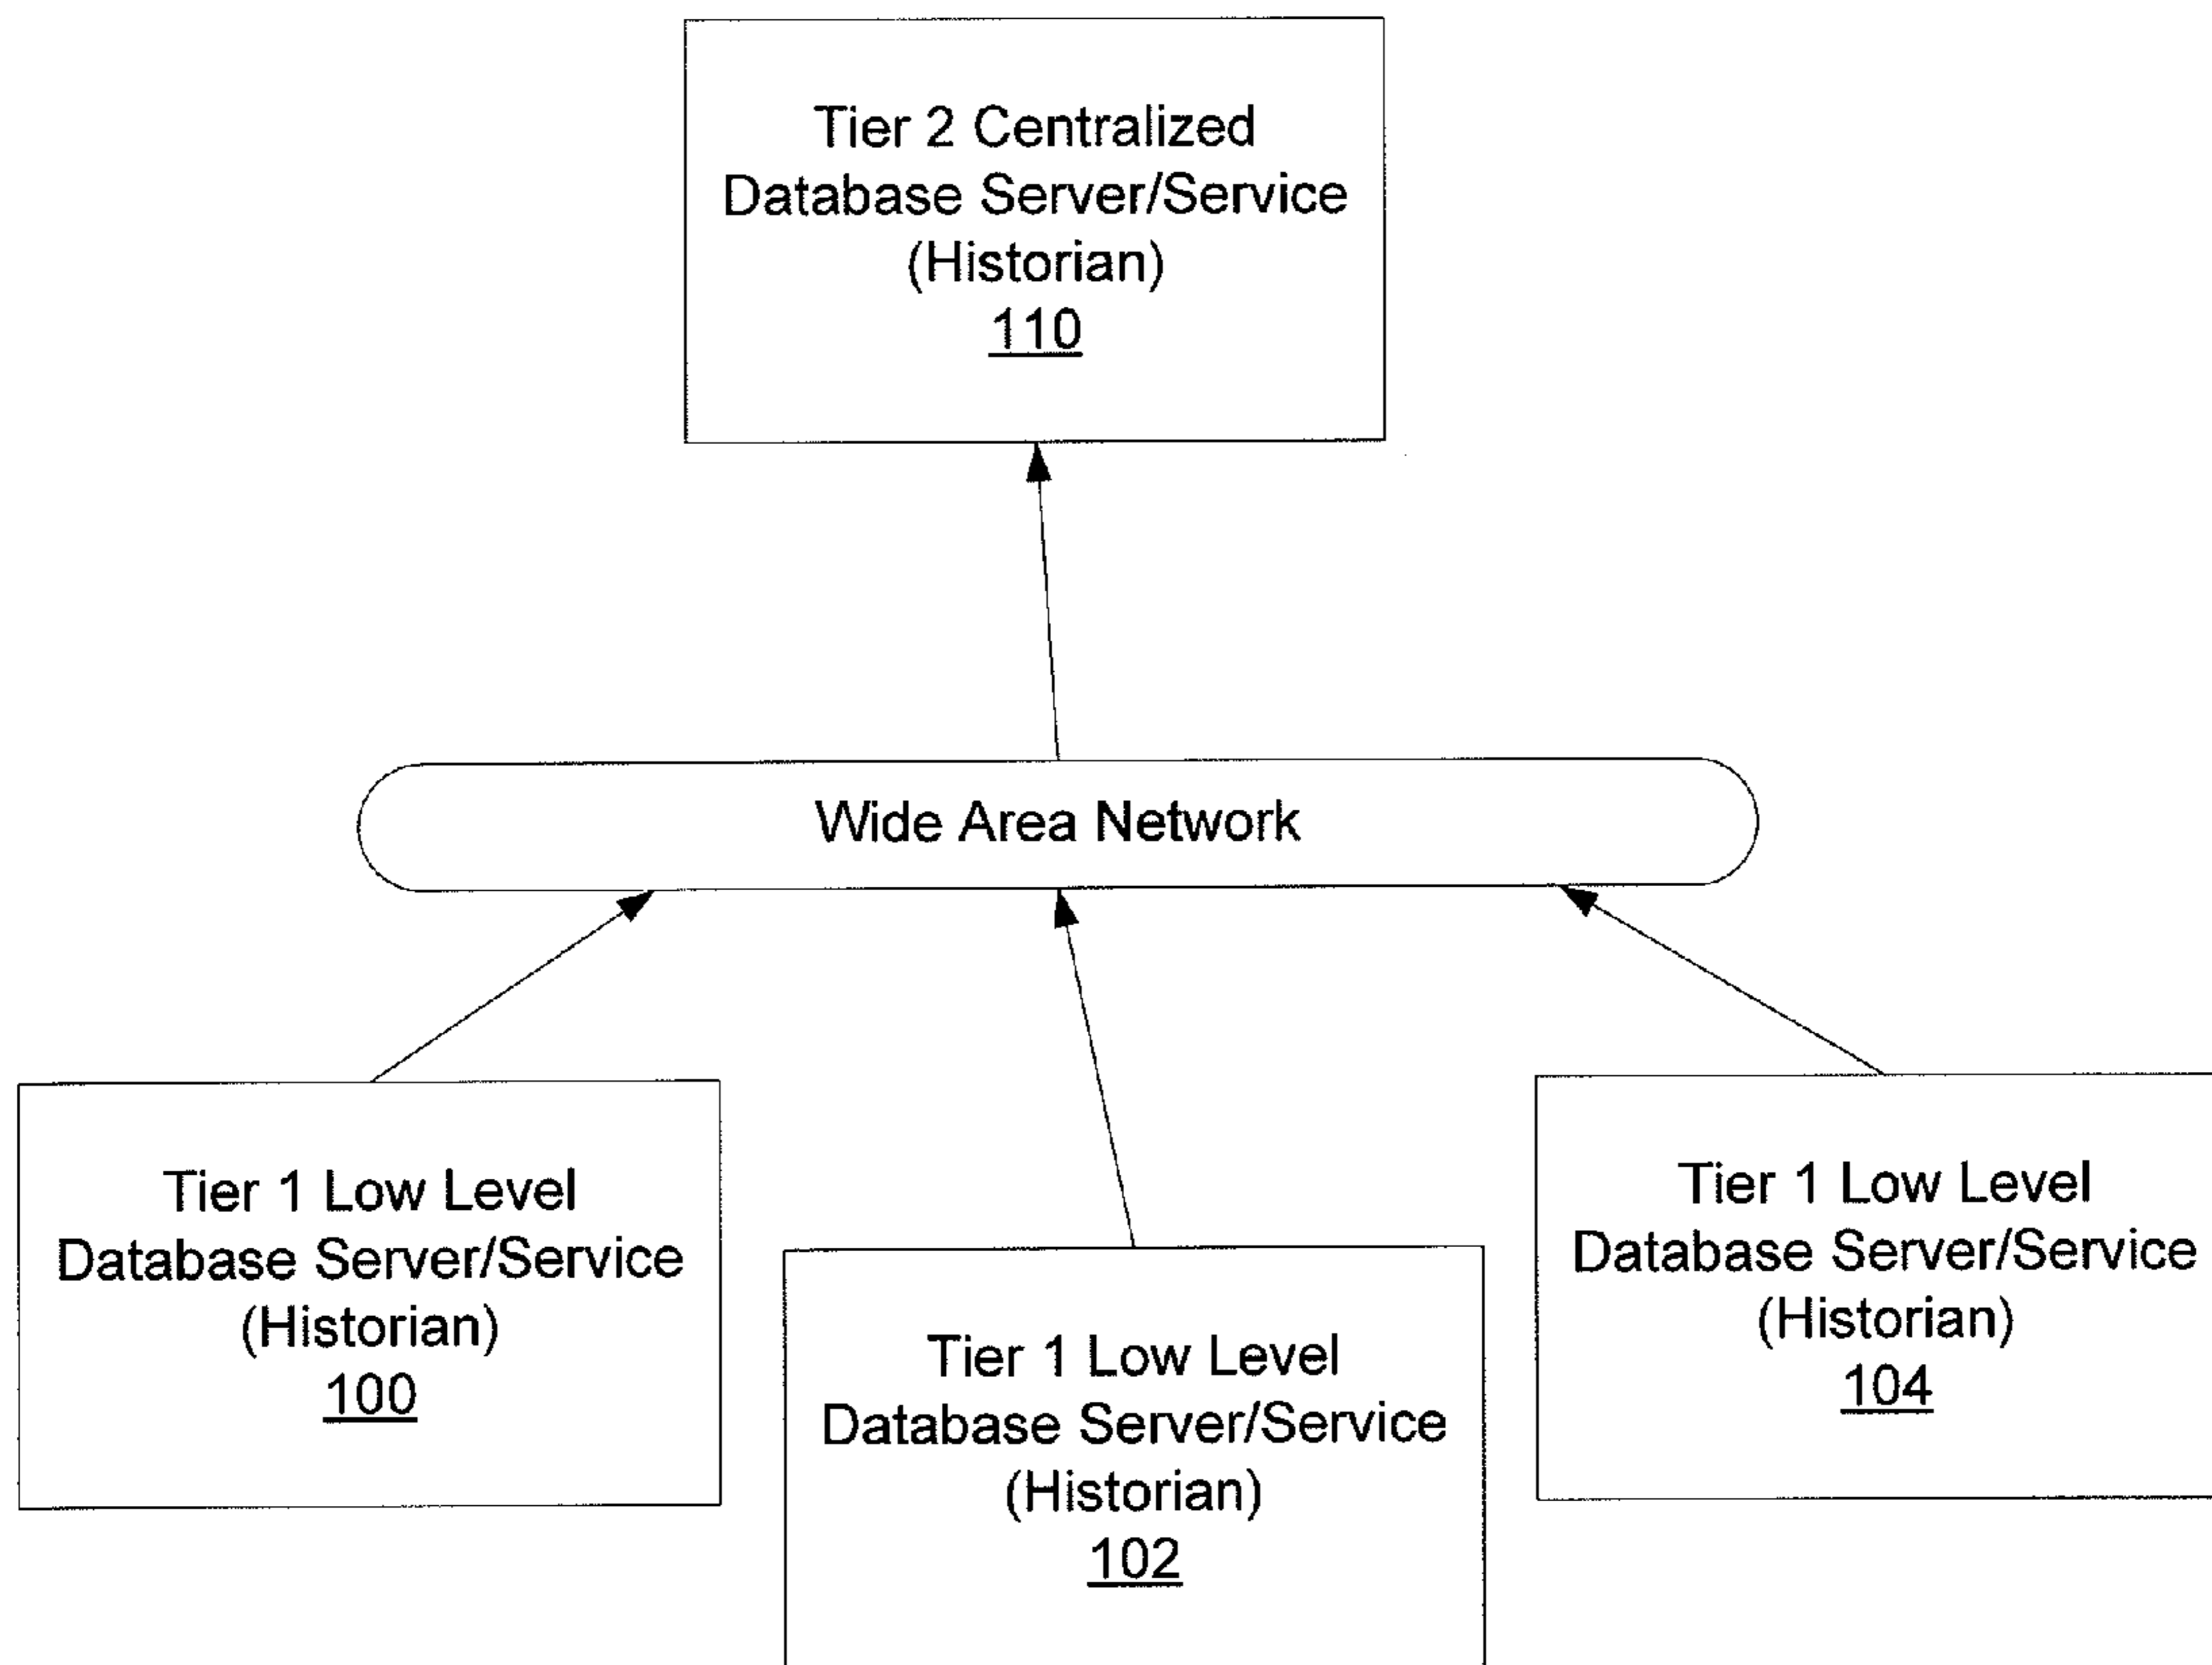 Tier 2 Centralized
Database Server/Service
(Historian)
110
Wide Area Network
Tier 1 Low Level
Database Server/Service
(Historian)
100
Tier 1 Low Level
Database Server/Service
(Historian)
102
Tier 1 Low Level
Database Server/Service
(Historian)
104